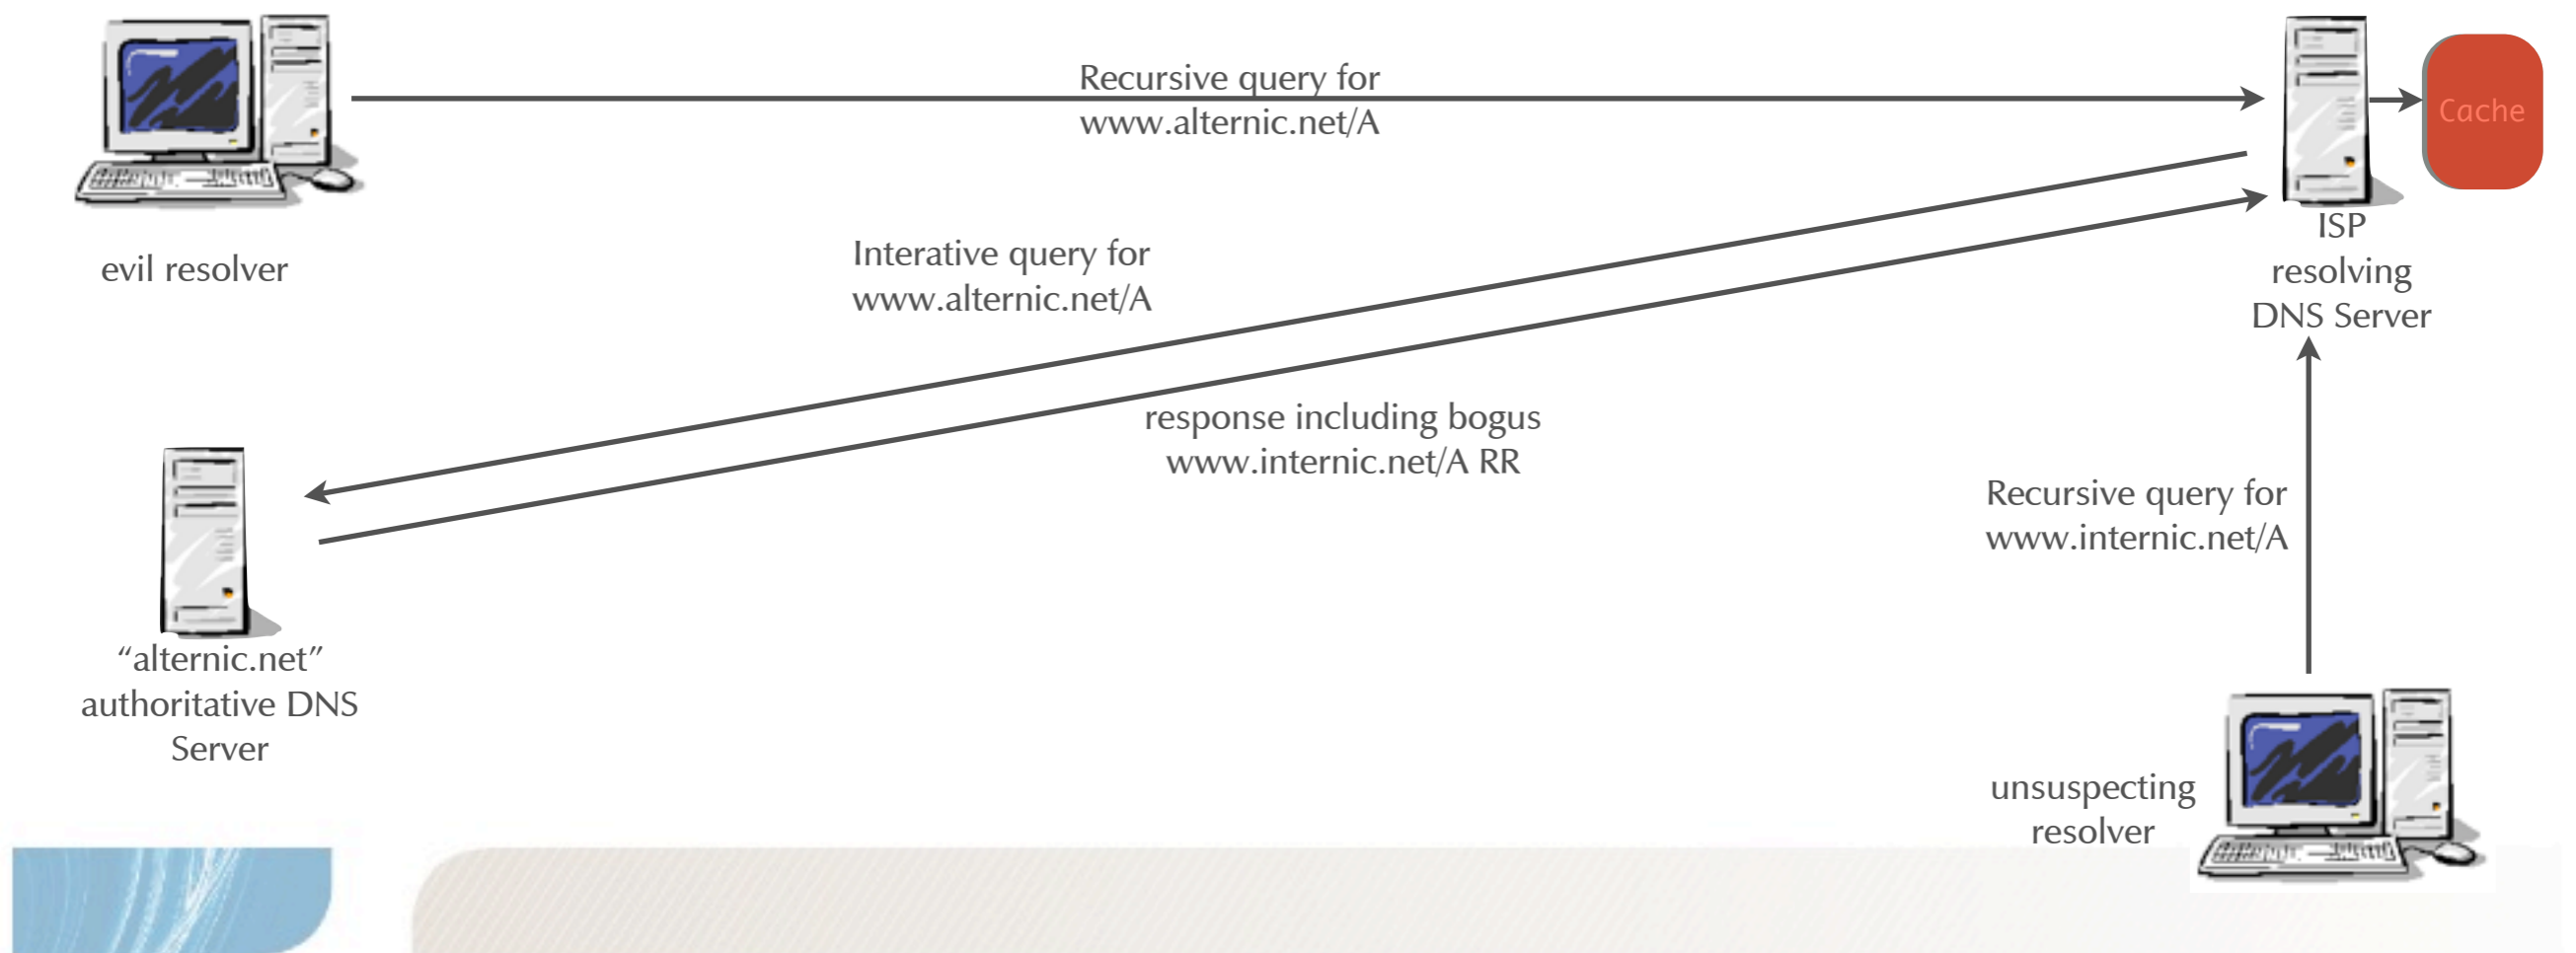 Recursive query for
www.alternic.net/A
Cache
evil resolver
Interative query for
www.alternic.net/A
ISP
resolving
DNS Server
response including bogus
www.internic.net/A RR
Recursive query for
www.internic.net/A
“alternic.net”
authoritative DNS
Server
unsuspecting
resolver